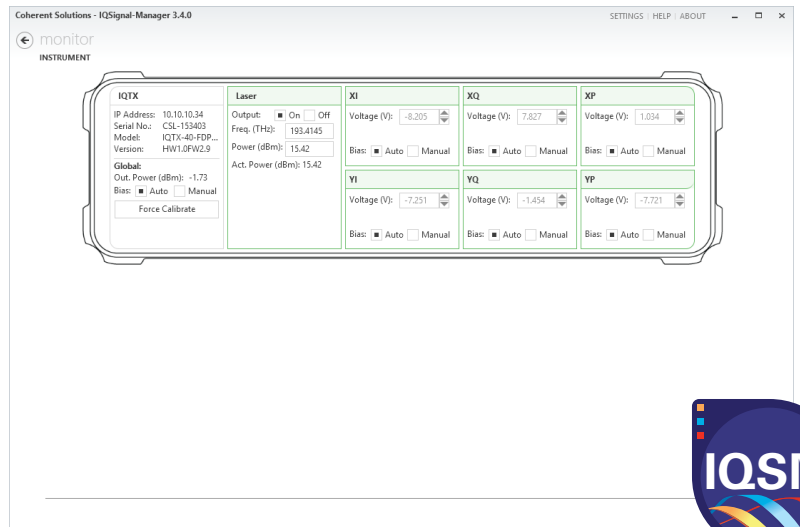 Coherent Solutions - IQSignal-Manager 3.4.0
SETTINGS | HELP | ABOUT
monitor
INSTRUMENT
IQTX
IP Address: 10.10.10.34
Serial No.: CSL-153403
Model: IQTX-40-FDP...
Version: HW1.0FW2.9
Global:
Out. Power (dBm): -1.73
Bias: Auto Manual
Force Calibrate
Laser
Output: On Off
Freq. (THz): 193.4145
Power (dBm): 15.42
Act. Power (dBm): 15.42
XI
Voltage (V): -8.205
Bias: Auto Manual
XQ
Voltage (V): 7.827
Bias: Auto Manual
XP
Voltage (V): 1.034
Bias: Auto Manual
YI
Voltage (V): -7.251
Bias: Auto Manual
YQ
Voltage (V): -1.454
Bias: Auto Manual
YP
Voltage (V): -7.721
Bias: Auto Manual